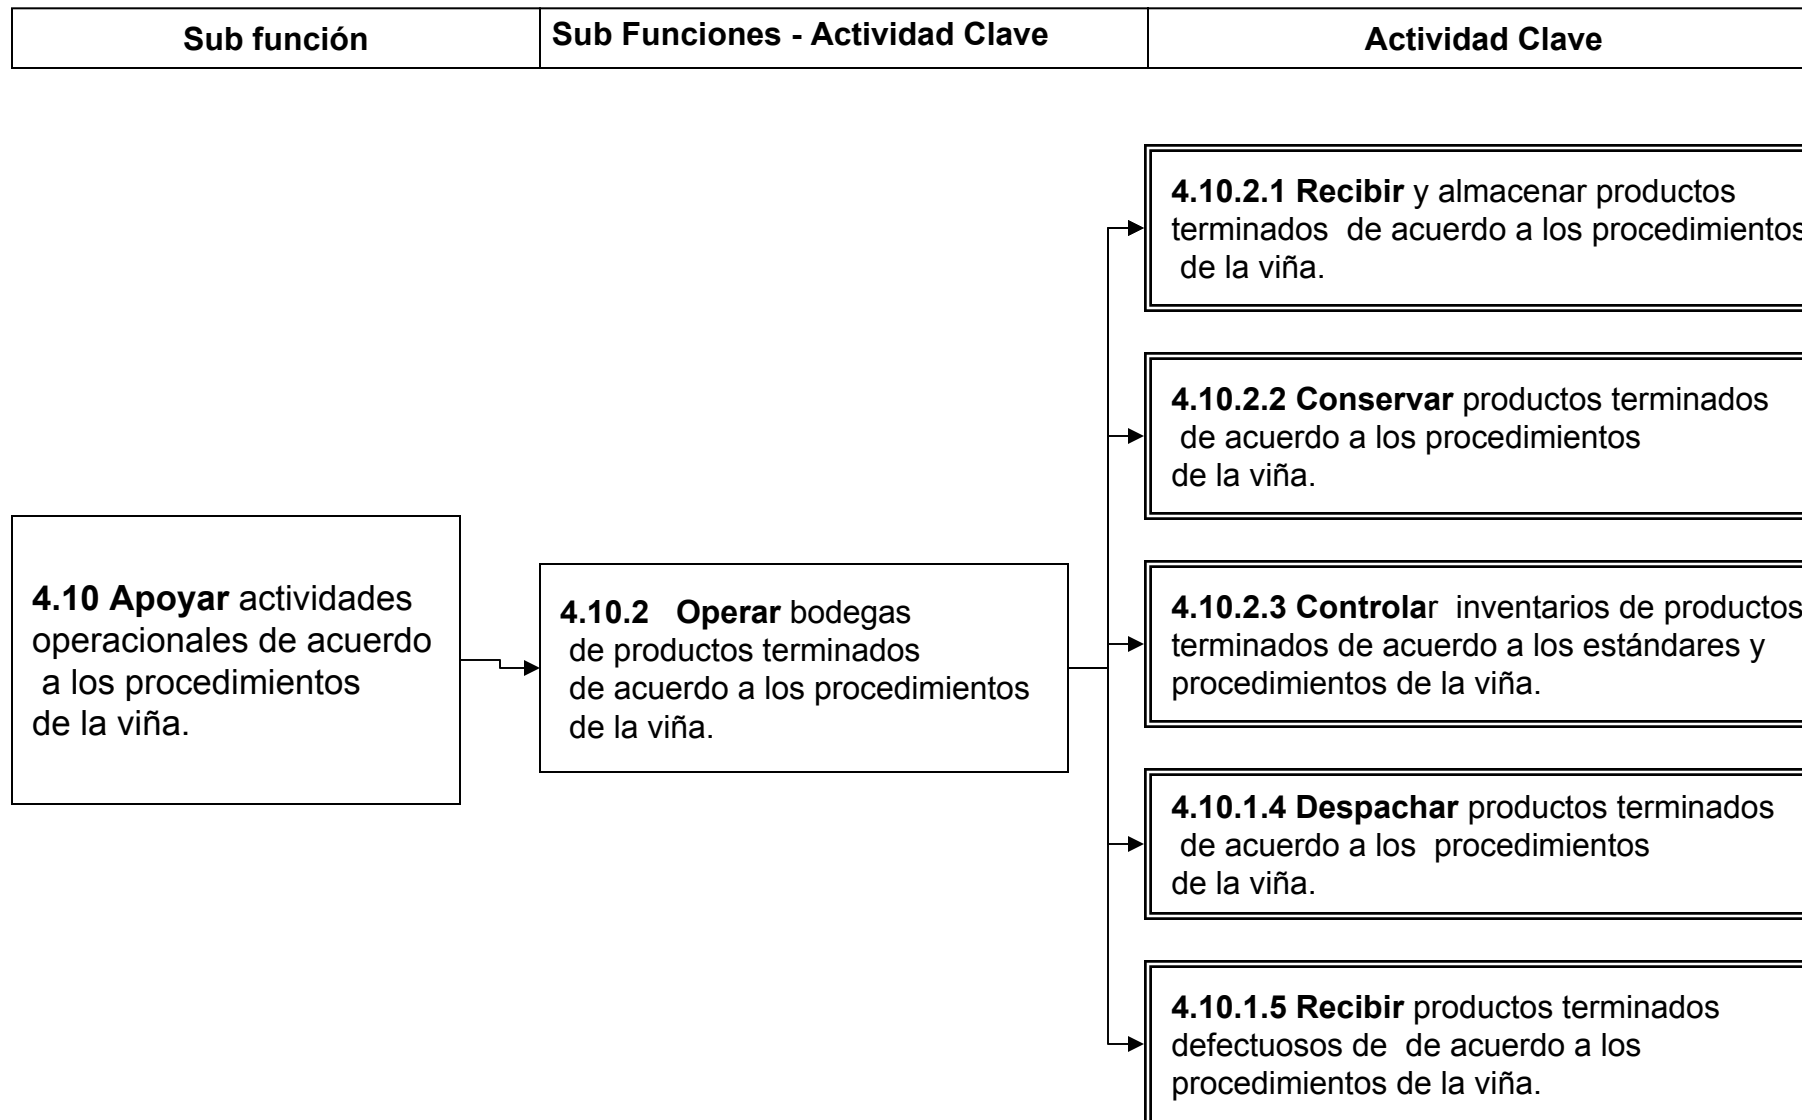 Sub función
Sub Funciones - Actividad Clave
Actividad Clave
4.10 Apoyar actividades
operacionales de acuerdo
a los procedimientos
de la viña.
4.10.2 Operar bodegas
de productos terminados
de acuerdo a los procedimientos
de la viña.
4.10.2.1 Recibir y almacenar productos
terminados de acuerdo a los procedimientos
de la viña.
4.10.2.2 Conservar productos terminados
de acuerdo a los procedimientos
de la viña.
4.10.2.3 Controlar inventarios de productos
terminados de acuerdo a los estándares y
procedimientos de la viña.
4.10.1.4 Despachar productos terminados
de acuerdo a los procedimientos
de la viña.
4.10.1.5 Recibir productos terminados
defectuosos de de acuerdo a los
procedimientos de la viña.